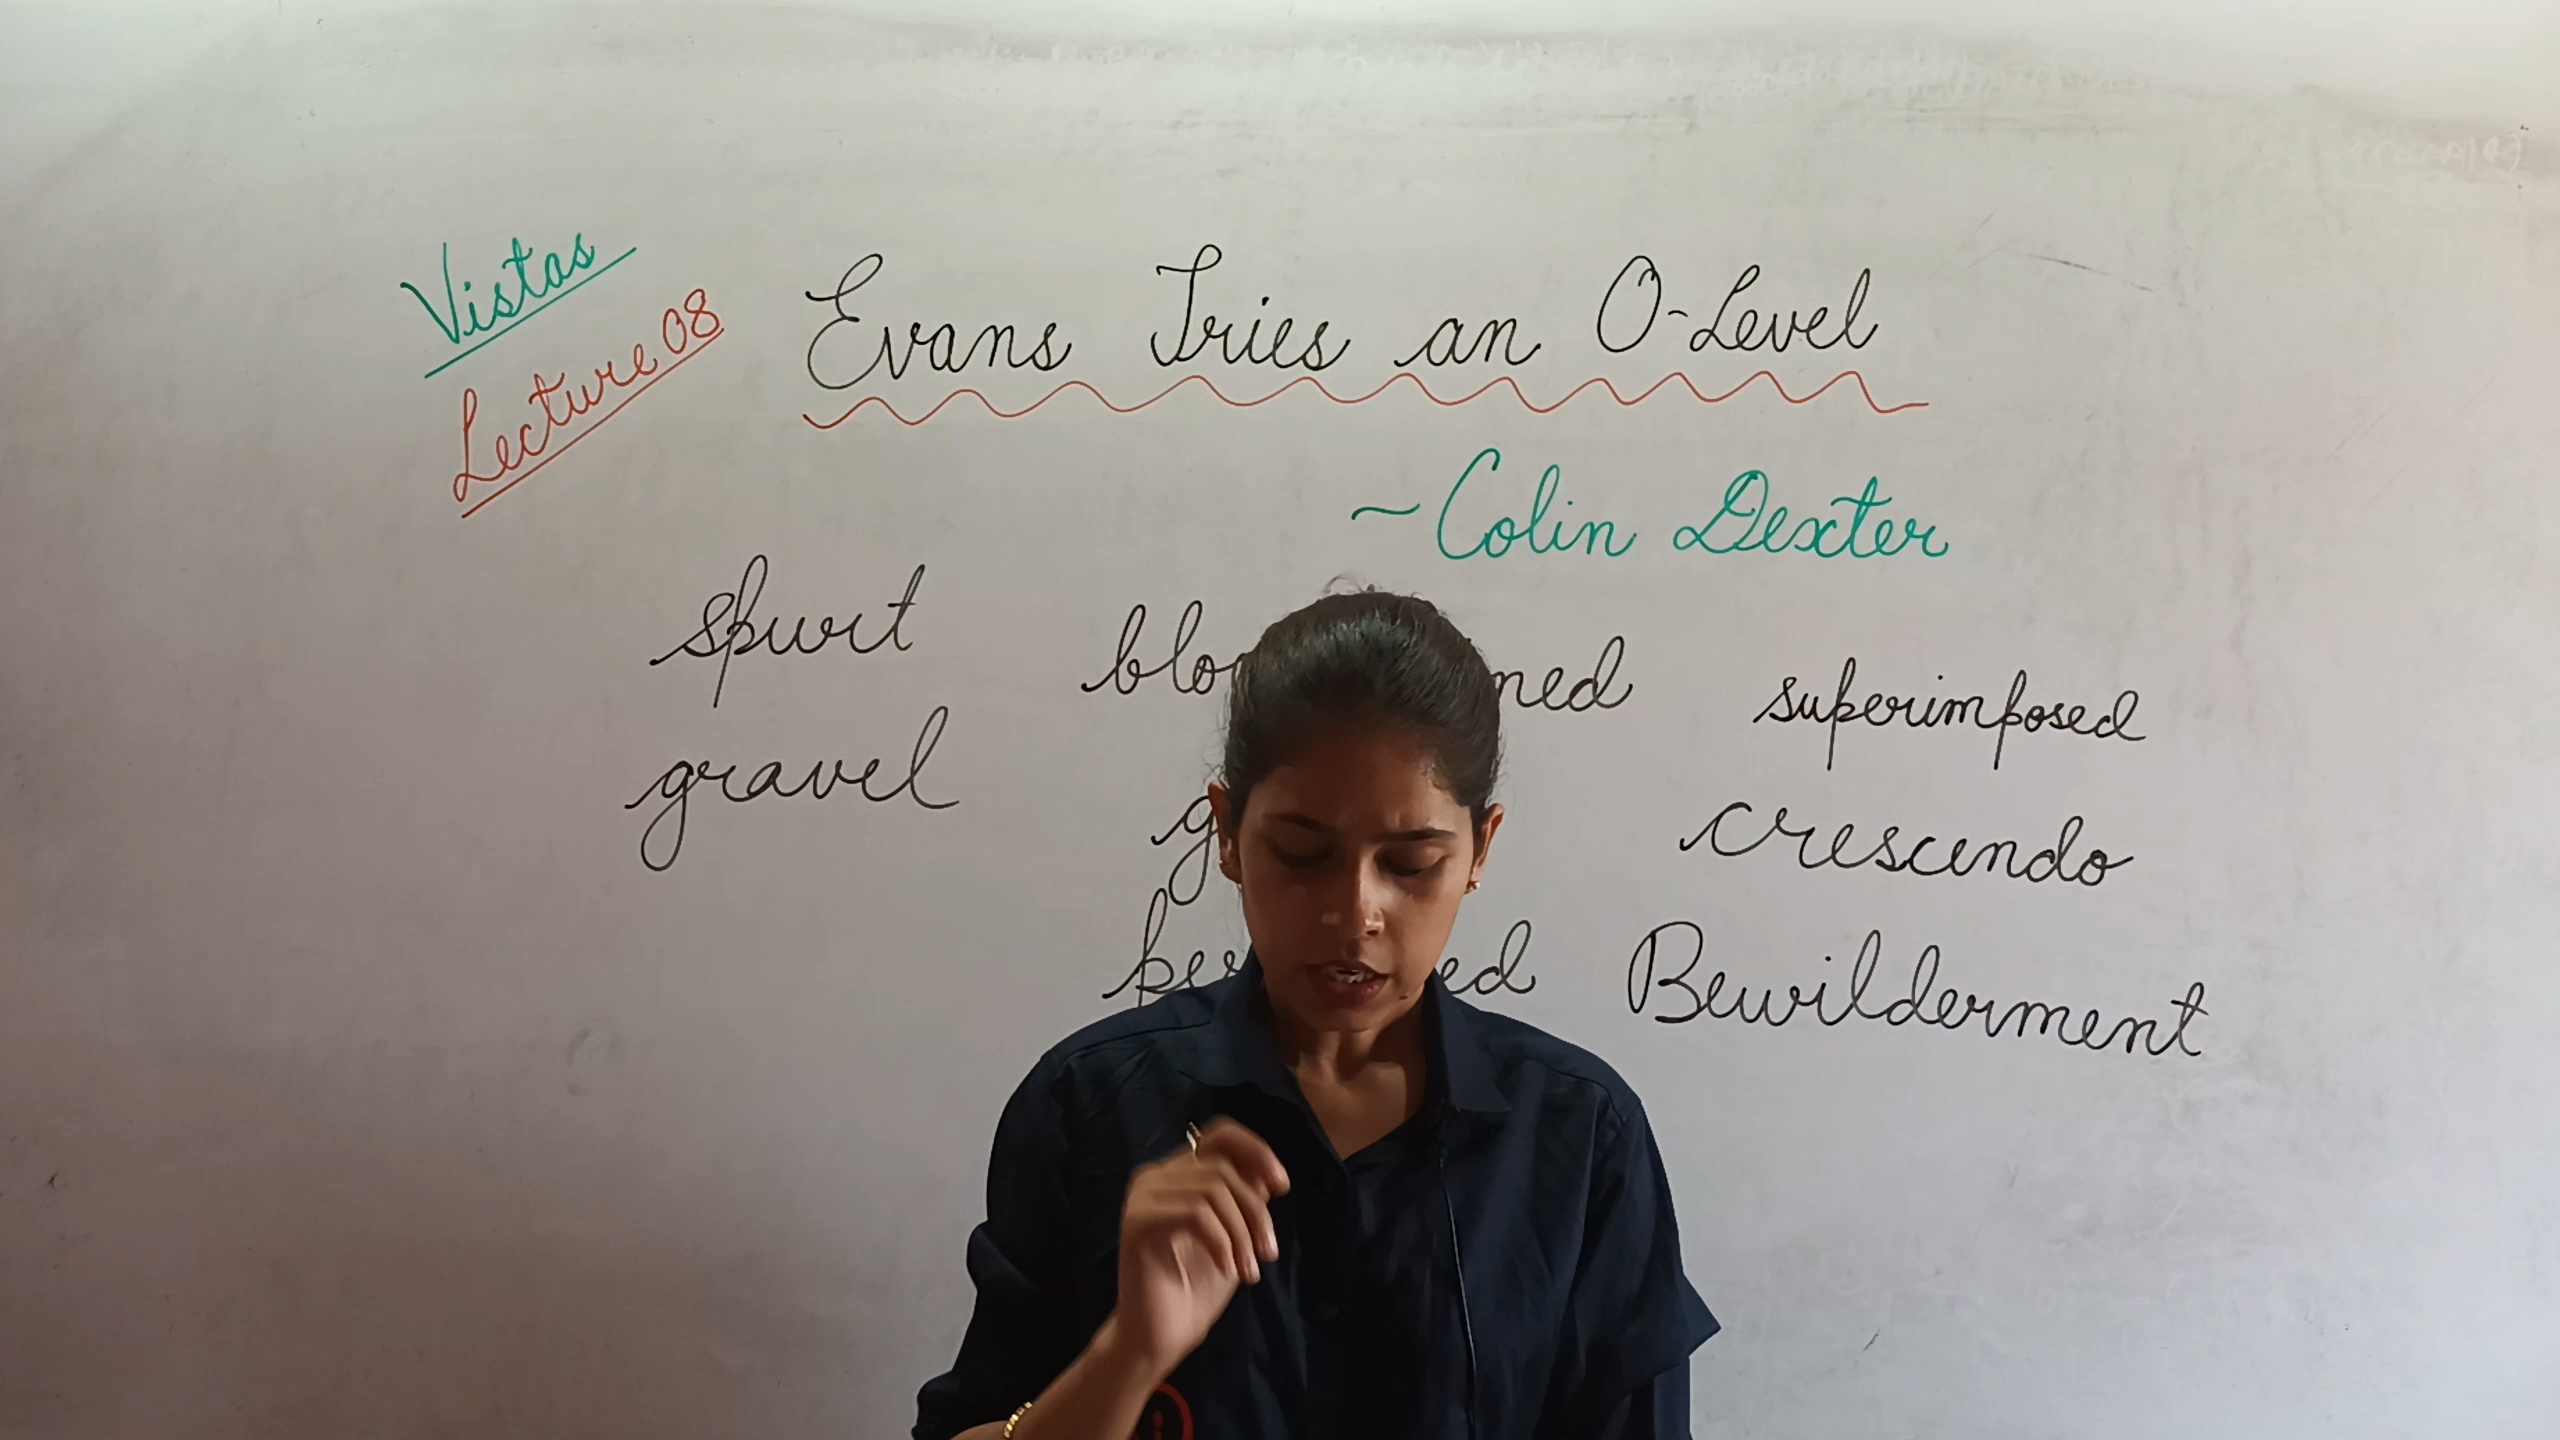 Vistas
Lecture 08
Evans Tries an O-Level
~ Colin Dexter
spurt superimposed
gravel crescendo
Bewilderment